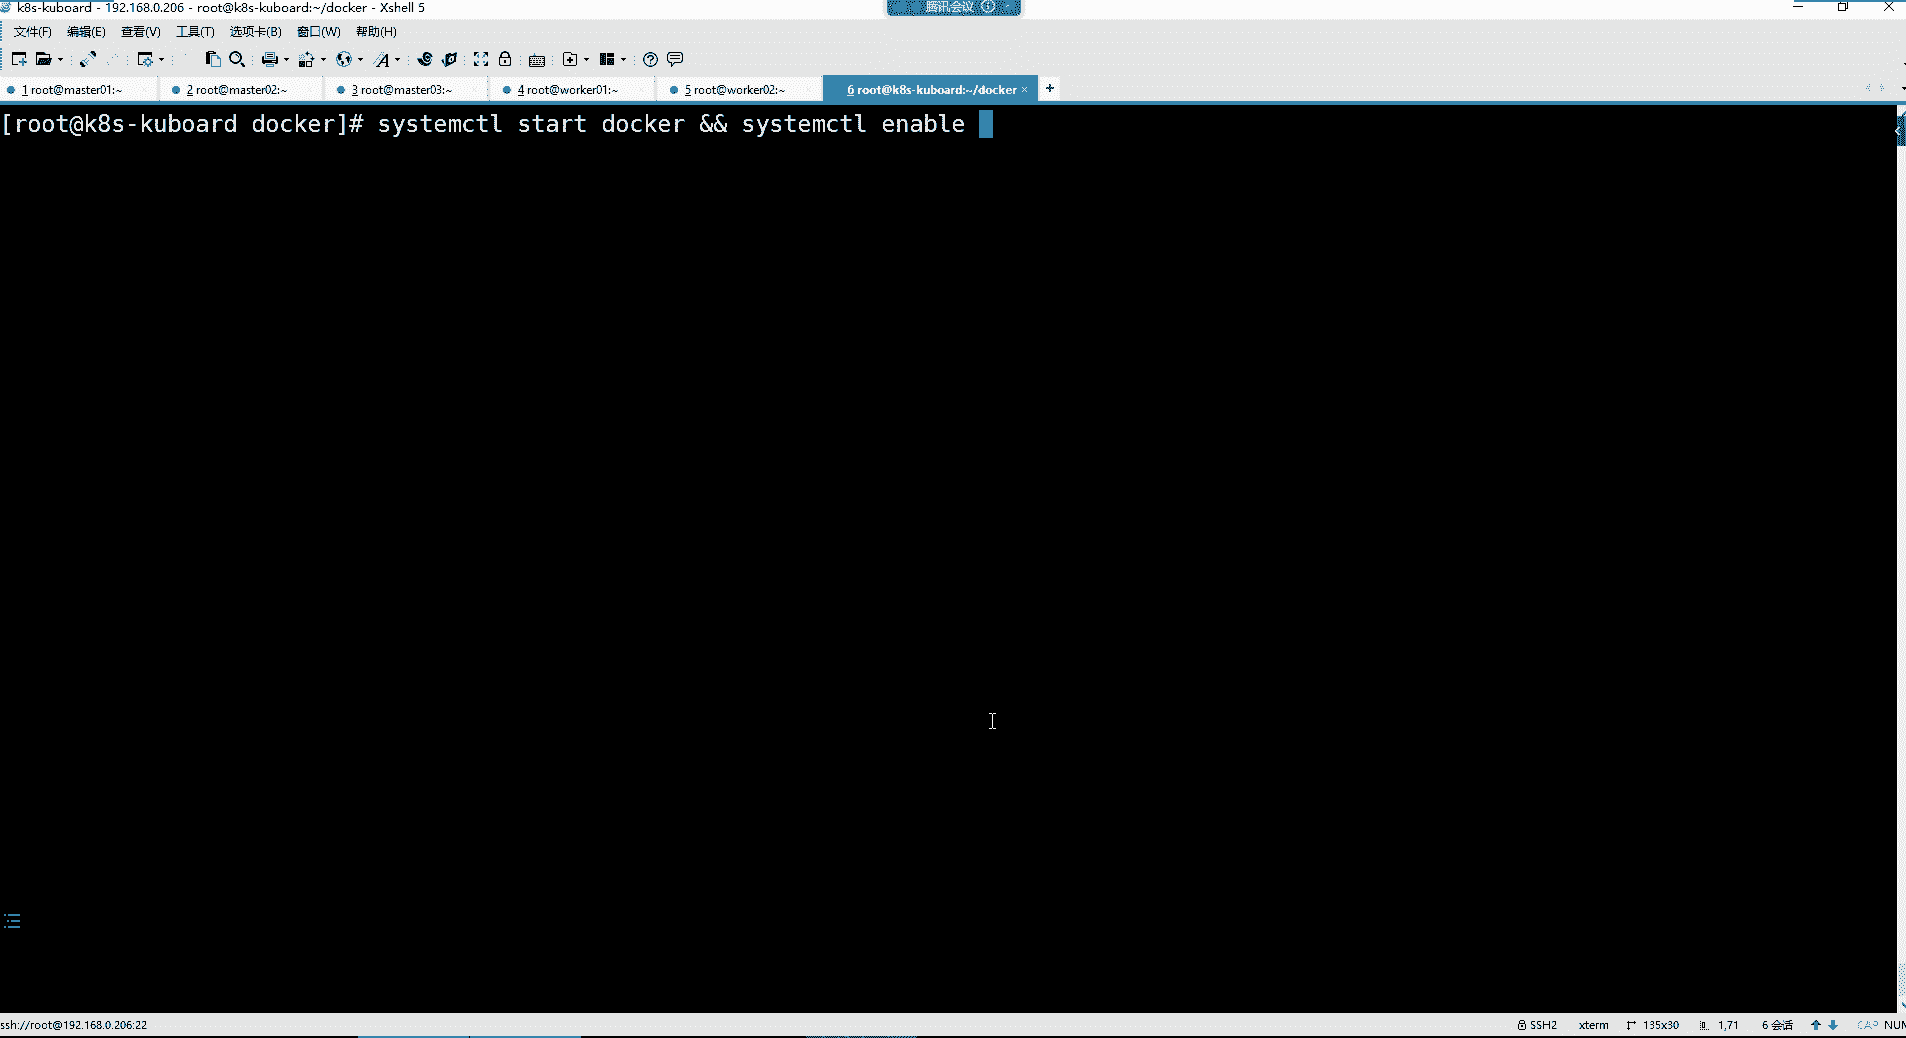 k8s-kuboard - 192.168.0.206 - root@k8s-kuboard:~/docker - Xshell 5
腾讯会议
文件(F) 编辑(E) 查看(V) 工具(T) 选项卡(B) 窗口(W) 帮助(H)
1 root@master01:~ 2 root@master02:~ 3 root@master03:~ 4 root@worker01:~ 5 root@worker02:~ 6 root@k8s-kuboard:~/docker × +
[root@k8s-kuboard docker]# systemctl start docker && systemctl enable
ssh://root@192.168.0.206:22 SSH2 xterm 135x30 1,71 6 会话 CAP NUM